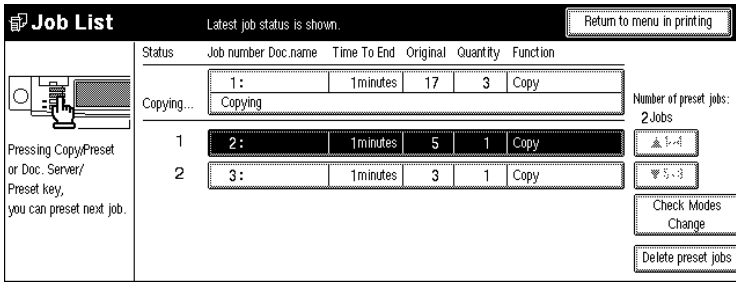 Job List
Latest job status is shown.
Return to menu in printing
Status Job number Doc.name Time To End Original Quantity Function
1: 1minutes 17 3 Copy
Copying... Copying
Number of preset jobs:
2Jobs
1 2: 1minutes 5 1 Copy
2 3: 1minutes 3 1 Copy
Pressing Copy/Preset
or Doc. Server/
Preset key,
you can preset next job.
Check Modes
Change
Delete preset jobs